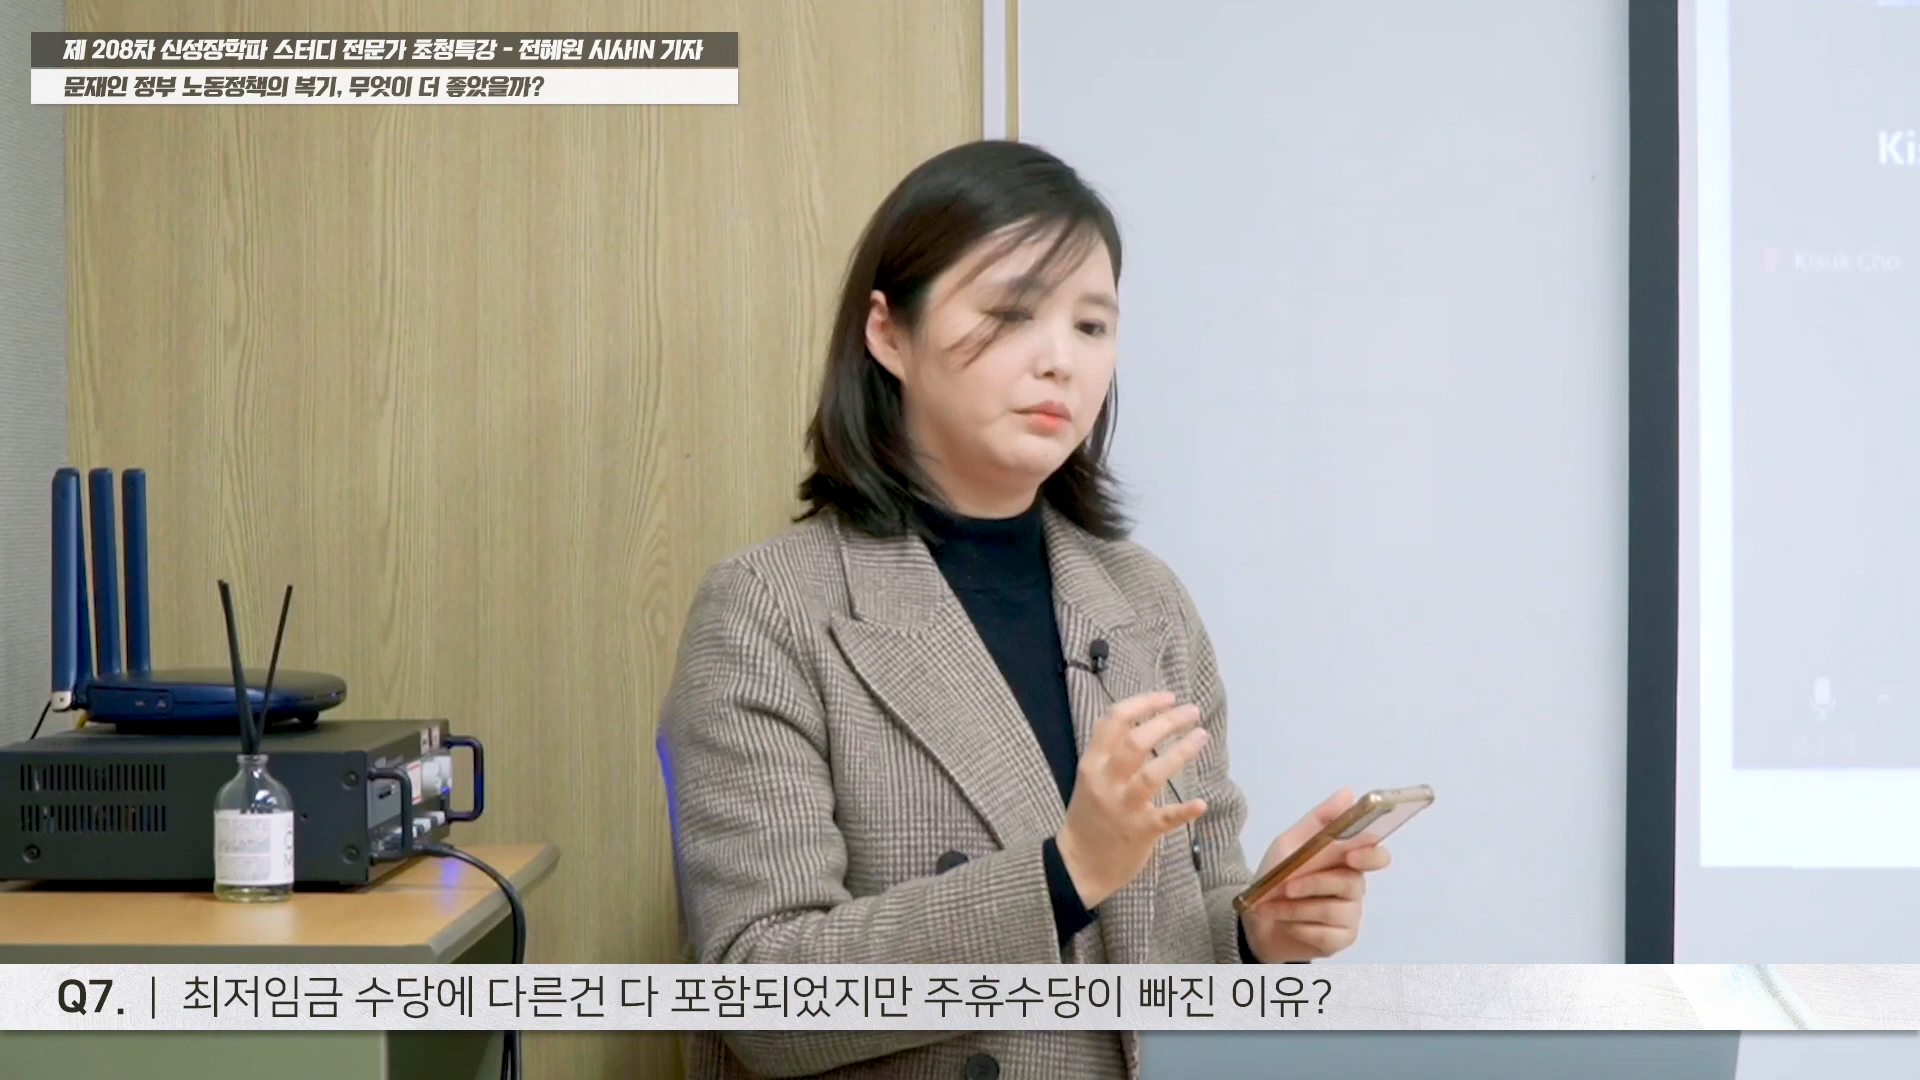 제 208차 신성장학파 스터디 전문가 초청특강 - 전혜원 시사IN 기자
문재인 정부 노동정책의 복기, 무엇이 더 좋았을까?
Kisuk Cho
Q7. | 최저임금 수당에 다른건 다 포함되었지만 주휴수당이 빠진 이유?